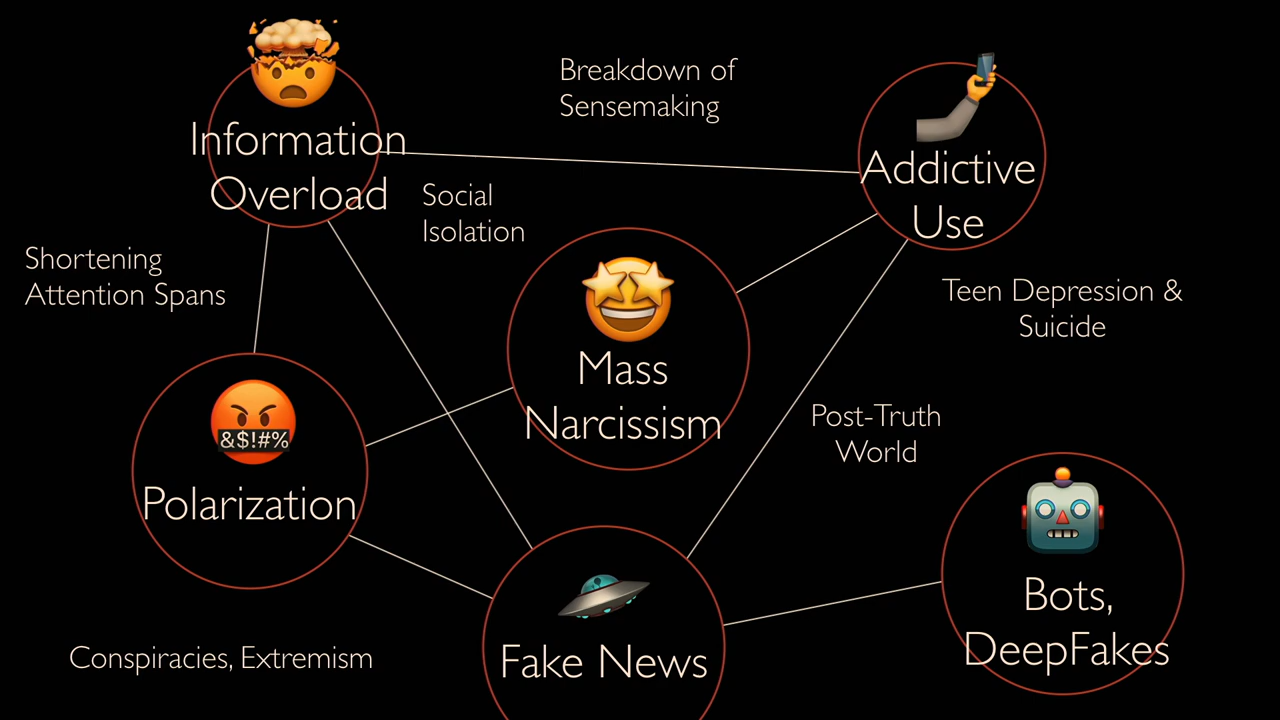 Breakdown of
Sensemaking
Information
Overload
Addictive
Use
Social
Isolation
Shortening
Attention Spans
Teen Depression &
Suicide
Mass
Narcissism
Post-Truth
World
&$!#%
Polarization
Bots,
DeepFakes
Conspiracies, Extremism
Fake News